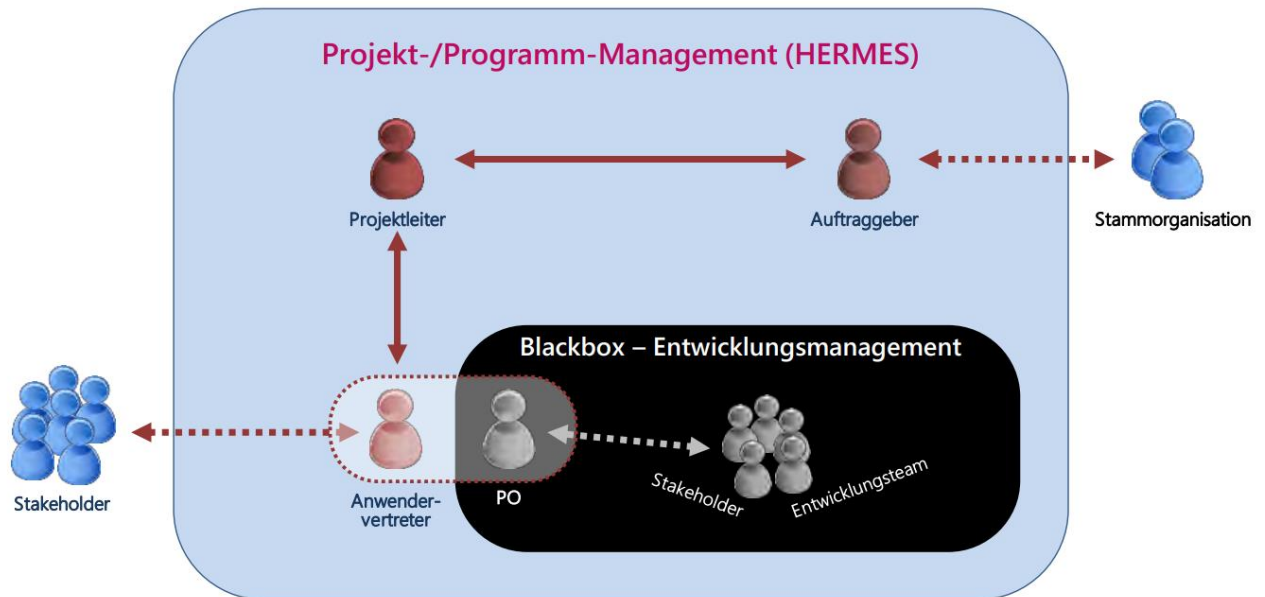 Projekt-/Programm-Management (HERMES)
Projektleiter
Auftraggeber
Stammorganisation
Blackbox – Entwicklungsmanagement
Stakeholder
Anwender-
vertreter
PO
Stakeholder
Entwicklungsteam